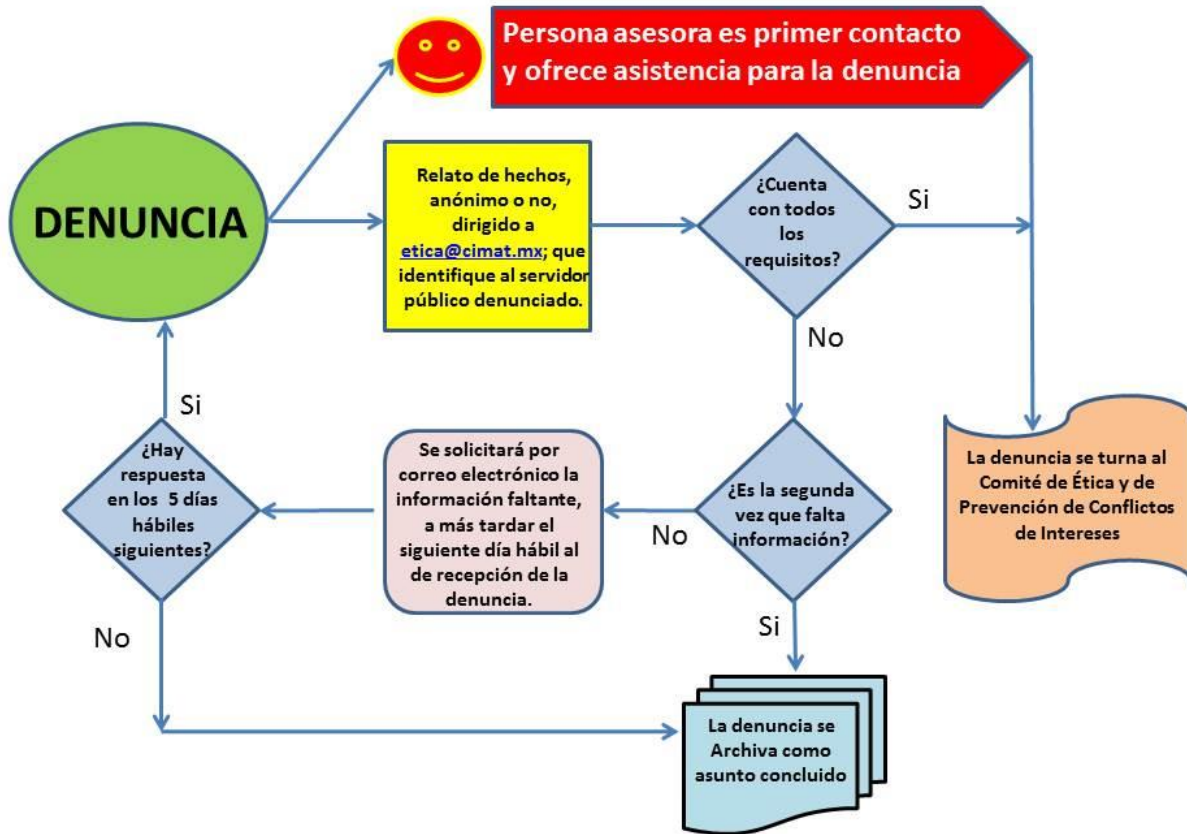 Persona asesora es primer contacto
y ofrece asistencia para la denuncia
DENUNCIA
Relato de hechos,
anónimo o no,
dirigido a
etica@cimat.mx; que
identifique al servidor
público denunciado.
¿Cuenta
con todos
los
requisitos?
Si
No
Si
¿Hay
respuesta
en los 5 días
hábiles
siguientes?
Se solicitará por
correo electrónico la
información faltante,
a más tardar el
siguiente día hábil al
de recepción de la
denuncia.
No
¿Es la segunda
vez que falta
información?
La denuncia se turna al
Comité de Ética y de
Prevención de Conflictos
de Intereses
No
Si
La denuncia se
Archiva como
asunto concluido